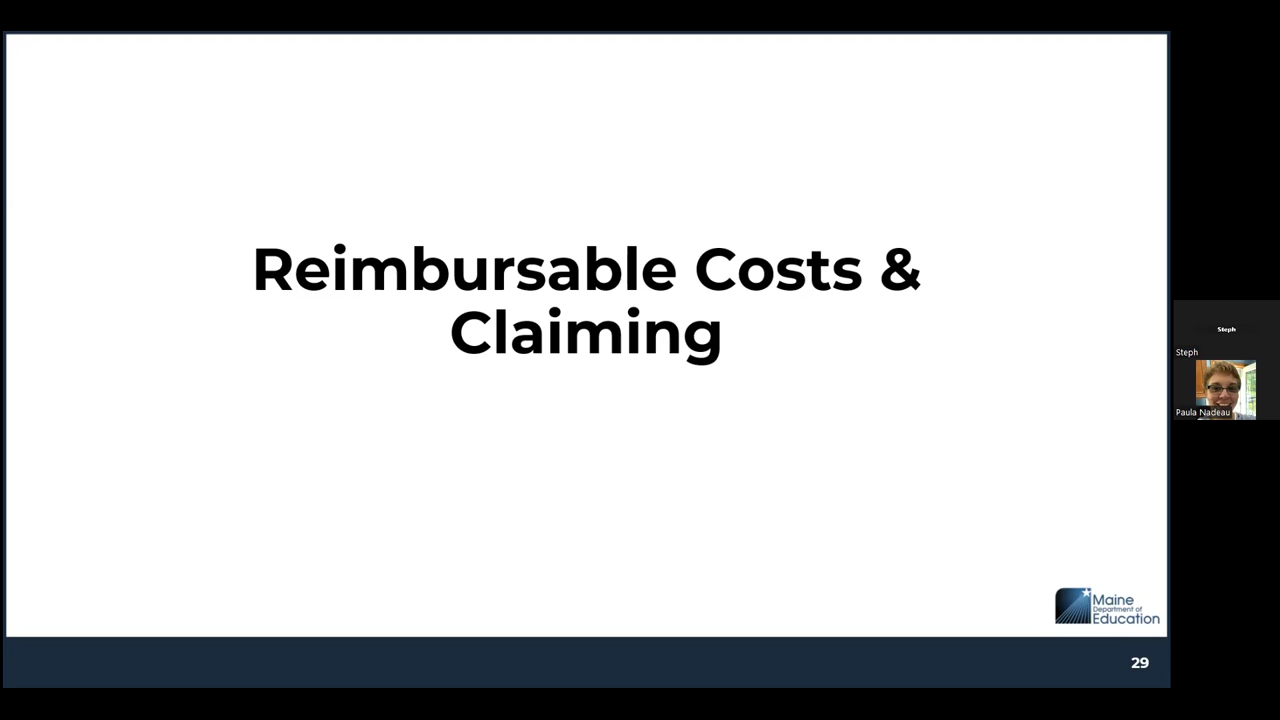 Reimbursable Costs &
Claiming
Steph
Steph
Paula Nadeau
Maine
Department of
Education
29